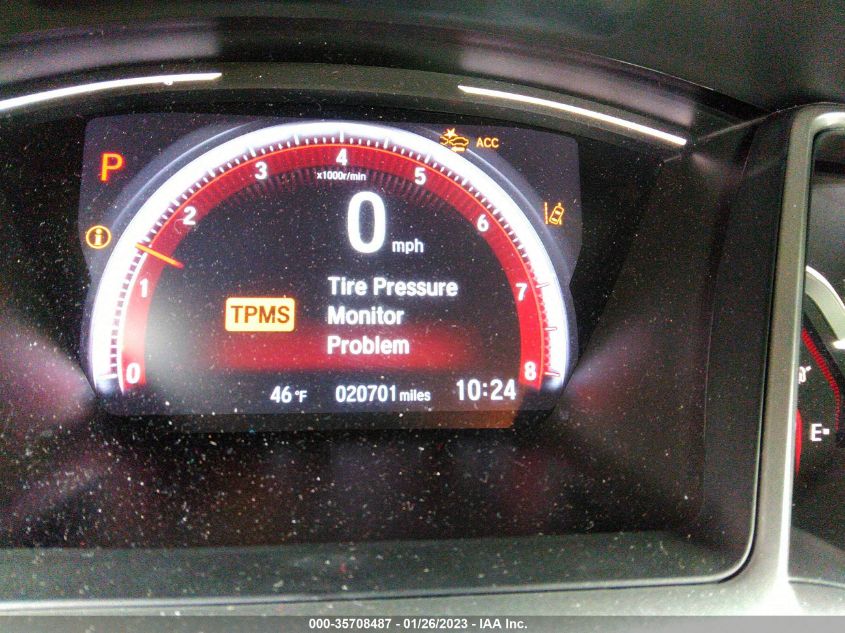 P
ACC
0
1
2
3
4
5
6
7
8
x1000r/min
0 mph
TPMS
Tire Pressure
Monitor
Problem
46 °F 020701 miles 10:24
E
000-35708487 - 01/26/2023 - IAA Inc.